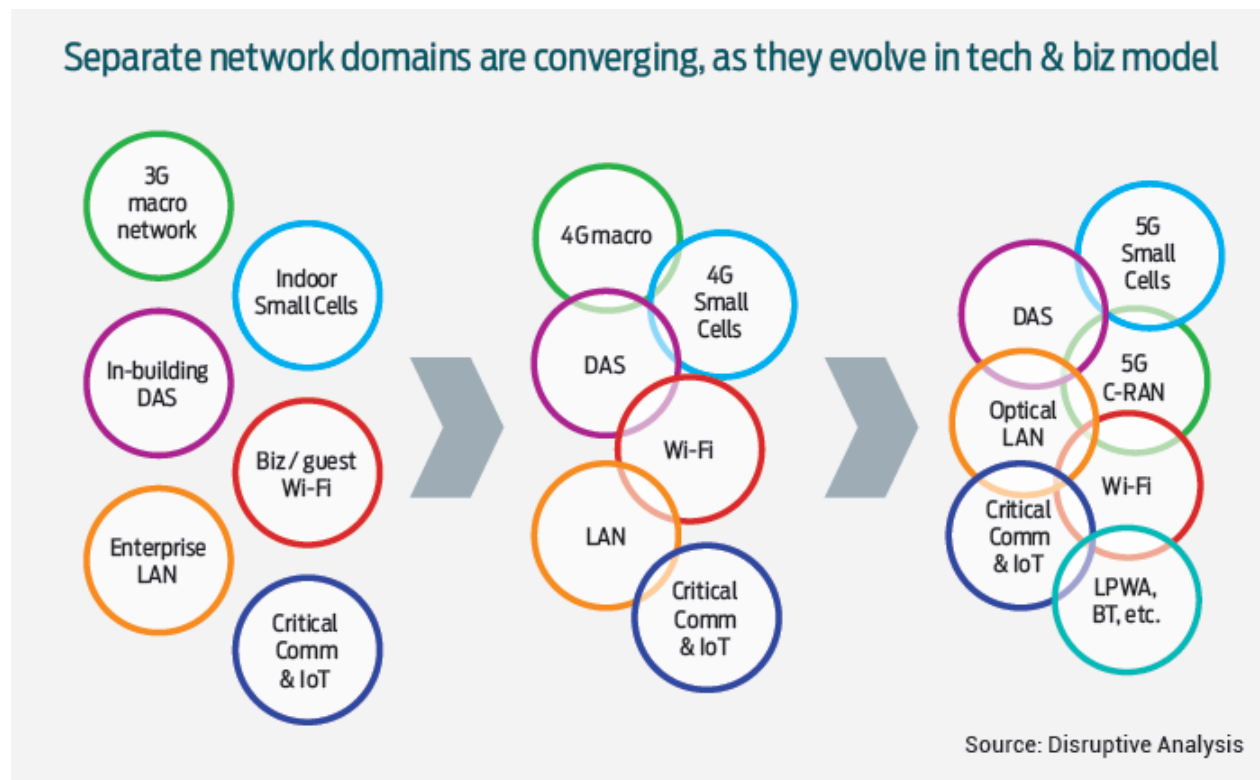 Separate network domains are converging, as they evolve in tech & biz model
3G
macro
network
Indoor
Small Cells
In-building
DAS
Biz / guest
Wi-Fi
Enterprise
LAN
Critical
Comm
& IoT
4G macro
4G
Small
Cells
DAS
Wi-Fi
LAN
Critical
Comm
& IoT
5G
Small
Cells
DAS
5G
C-RAN
Optical
LAN
Wi-Fi
Critical
Comm
& IoT
LPWA,
BT, etc.
Source: Disruptive Analysis